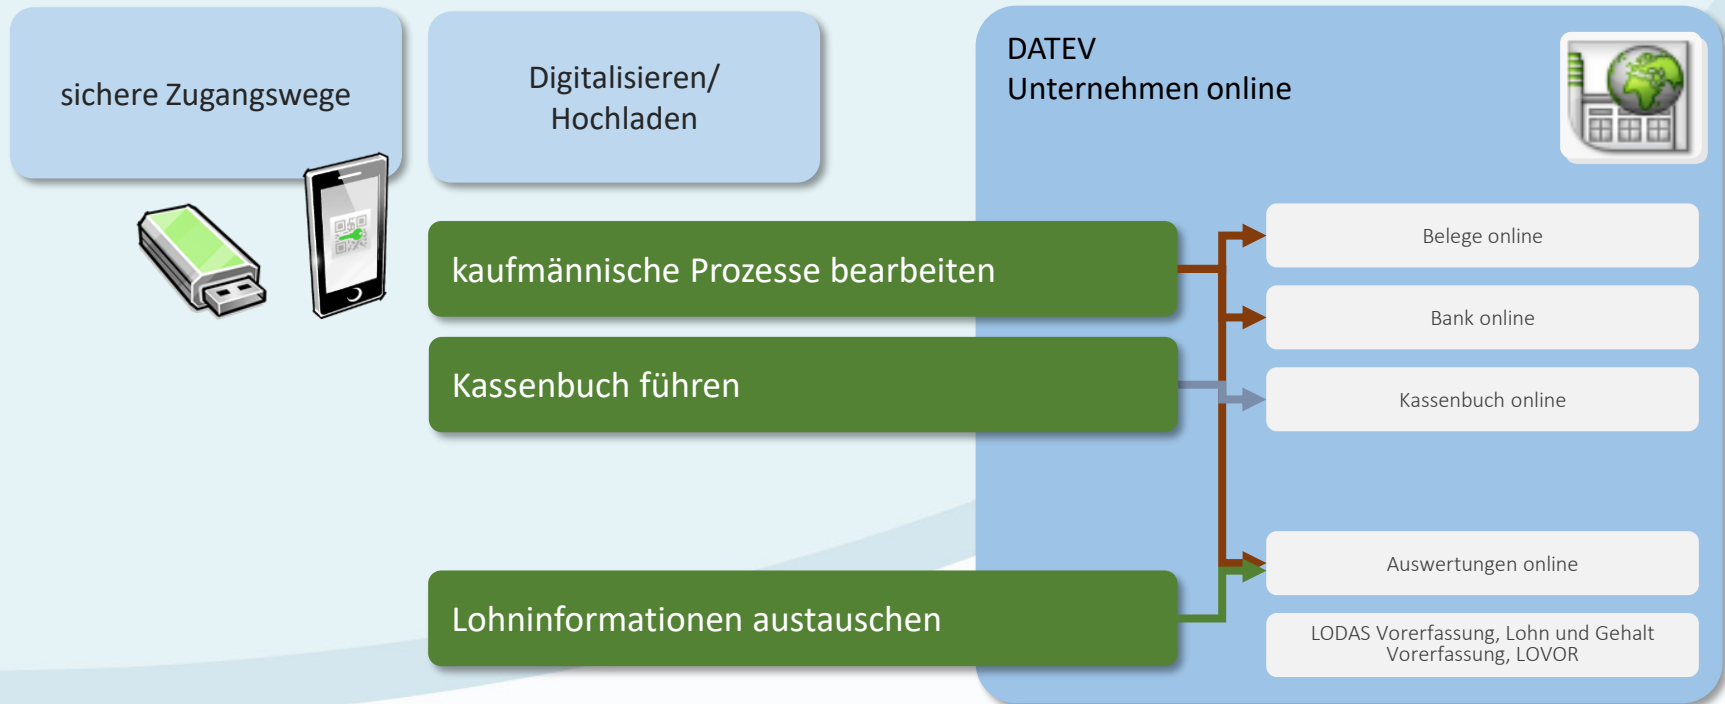 sichere Zugangswege
Digitalisieren/
Hochladen
DATEV
Unternehmen online
kaufmännische Prozesse bearbeiten
Kassenbuch führen
Lohninformationen austauschen
Belege online
Bank online
Kassenbuch online
Auswertungen online
LODAS Vorerfassung, Lohn und Gehalt
Vorerfassung, LOVOR